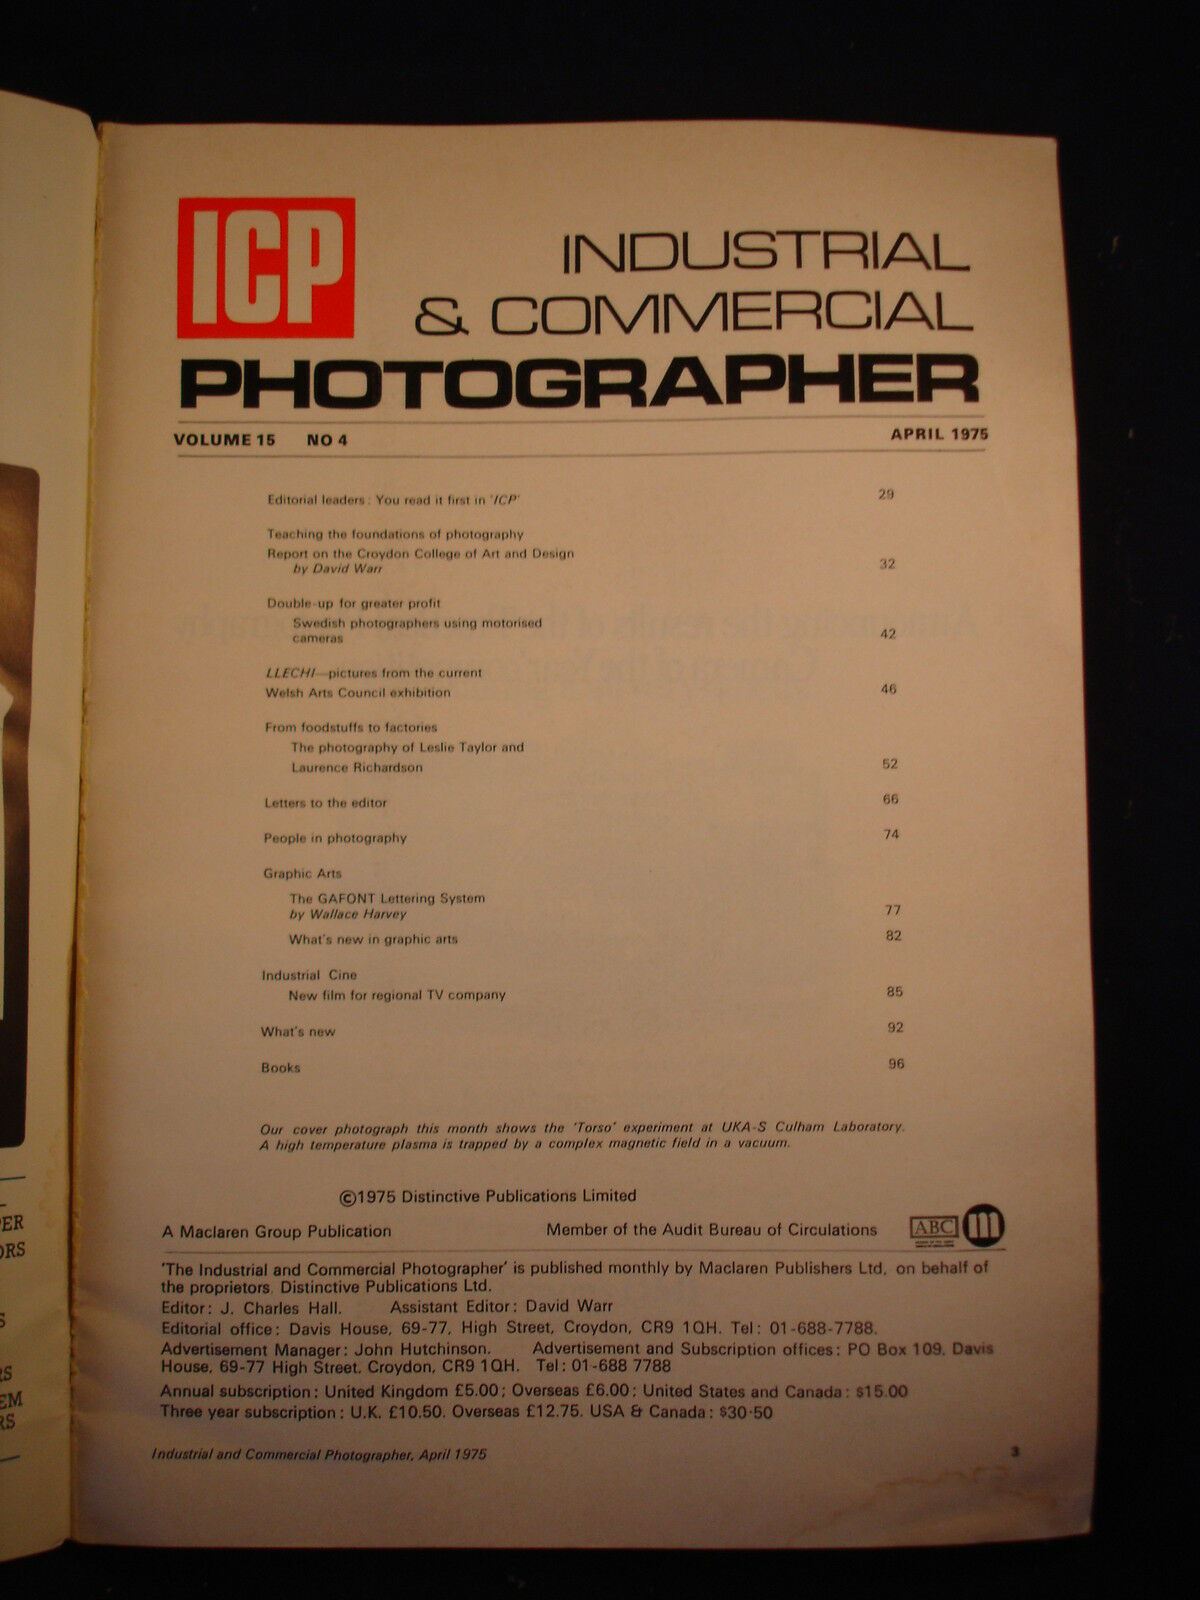 ICP
INDUSTRIAL
& COMMERCIAL
PHOTOGRAPHER
VOLUME 15 NO 4 APRIL 1975
Editorial leaders: You read it first in 'ICP' 29
Teaching the foundations of photography
Report on the Croydon College of Art and Design
by David Warr 32
Double up for greater profit
Swedish photographers using motorised
cameras 42
LLECHI—pictures from the current
Welsh Arts Council exhibition 46
From foodstuffs to factories
The photography of Leslie Taylor and
Laurence Richardson 52
Letters to the editor 66
People in photography 74
Graphic Arts
The GAFONT Lettering System
by Wallace Harvey 77
What's new in graphic arts 82
Industrial Cine
New film for regional TV company 85
What's new 92
Books 96
Our cover photograph this month shows the 'Torso' experiment at UKA-S Culham Laboratory.
A high temperature plasma is trapped by a complex magnetic field in a vacuum.
©1975 Distinctive Publications Limited
A Maclaren Group Publication Member of the Audit Bureau of Circulations ABC m
'The Industrial and Commercial Photographer' is published monthly by Maclaren Publishers Ltd, on behalf of
the proprietors Distinctive Publications Ltd.
Editor: J. Charles Hall. Assistant Editor: David Warr
Editorial office: Davis House, 69-77, High Street, Croydon, CR9 1QH. Tel: 01-688-7788.
Advertisement Manager: John Hutchinson. Advertisement and Subscription offices: PO Box 109, Davis
House, 69-77 High Street, Croydon, CR9 1QH. Tel: 01-688 7788
Annual subscription: United Kingdom £5.00; Overseas £6.00; United States and Canada: $15.00
Three year subscription: U.K. £10.50. Overseas £12.75. USA & Canada: $30·50
Industrial and Commercial Photographer, April 1975 3